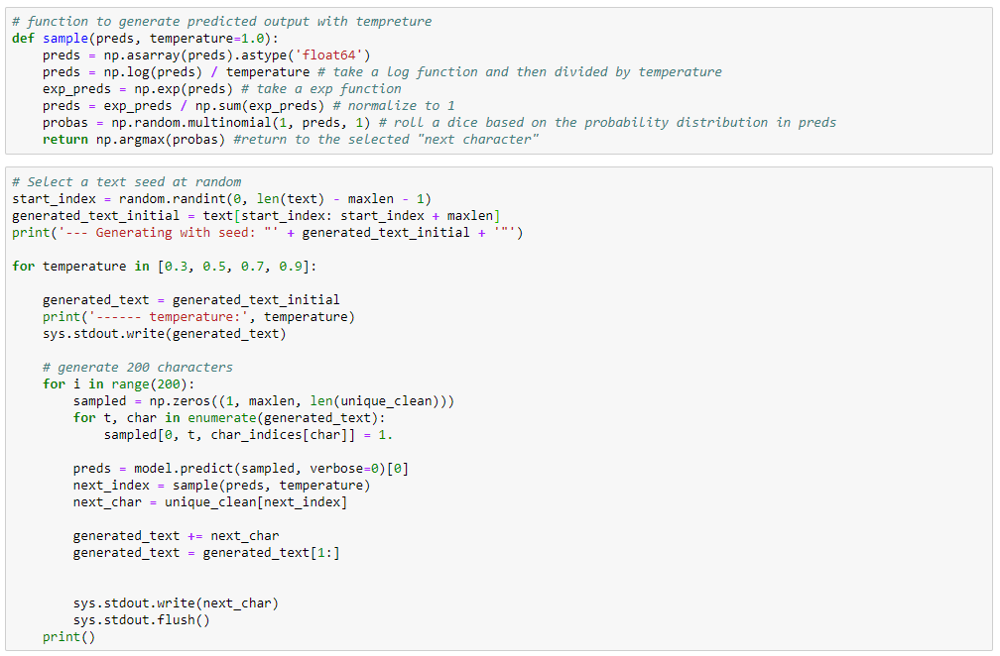 # function to generate predicted output with tempreture
def sample(preds, temperature=1.0):
    preds = np.asarray(preds).astype('float64')
    preds = np.log(preds) / temperature # take a log function and then divided by temperature
    exp_preds = np.exp(preds) # take a exp function
    preds = exp_preds / np.sum(exp_preds) # normalize to 1
    probas = np.random.multinomial(1, preds, 1) # roll a dice based on the probability distribution in preds
    return np.argmax(probas) #return to the selected "next character"
# Select a text seed at random
start_index = random.randint(0, len(text) - maxlen - 1)
generated_text_initial = text[start_index: start_index + maxlen]
print('--- Generating with seed: "' + generated_text_initial + '"')
for temperature in [0.3, 0.5, 0.7, 0.9]:
    generated_text = generated_text_initial
    print('------ temperature:', temperature)
    sys.stdout.write(generated_text)
    # generate 200 characters
    for i in range(200):
        sampled = np.zeros((1, maxlen, len(unique_clean)))
        for t, char in enumerate(generated_text):
            sampled[0, t, char_indices[char]] = 1.
        preds = model.predict(sampled, verbose=0)[0]
        next_index = sample(preds, temperature)
        next_char = unique_clean[next_index]
        generated_text += next_char
        generated_text = generated_text[1:]
        sys.stdout.write(next_char)
        sys.stdout.flush()
    print()